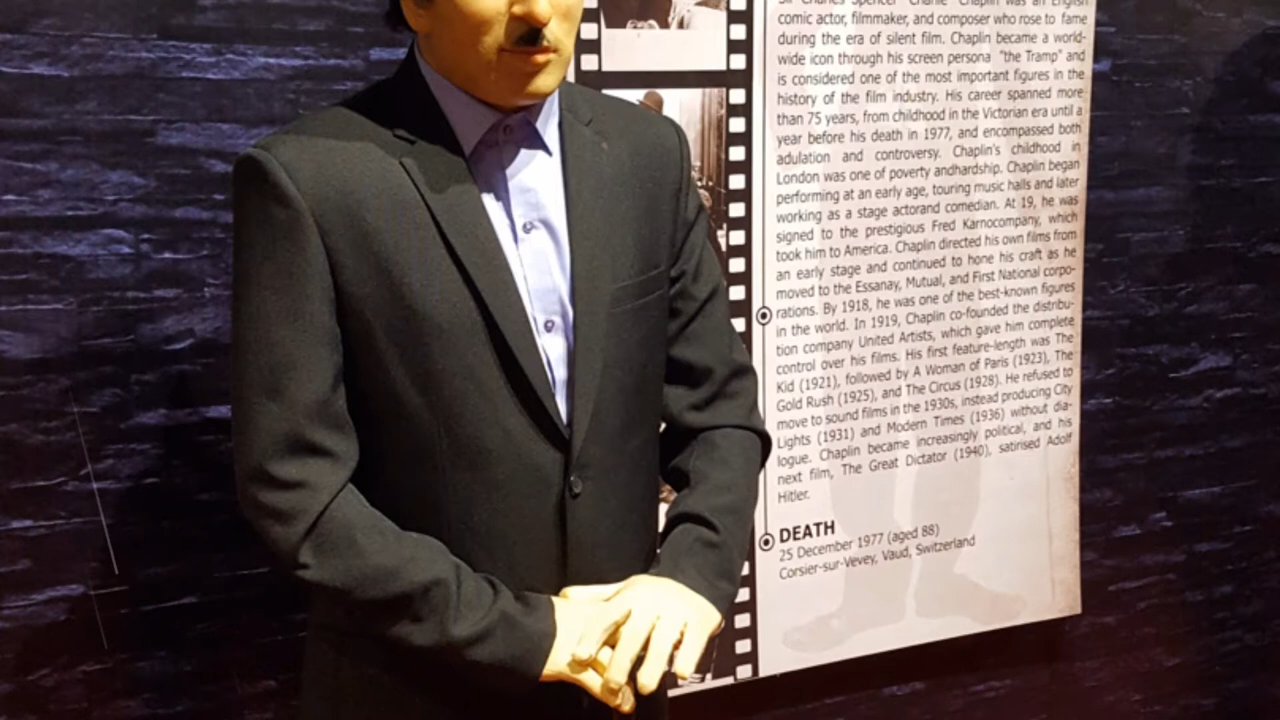 Sir Charles Spencer "Charlie" Chaplin was an English
comic actor, filmmaker, and composer who rose to fame
during the era of silent film. Chaplin became a world-
wide icon through his screen persona "the Tramp" and
is considered one of the most important figures in the
history of the film industry. His career spanned more
than 75 years, from childhood in the Victorian era until a
year before his death in 1977, and encompassed both
adulation and controversy. Chaplin's childhood in
London was one of poverty andhardship. Chaplin began
performing at an early age, touring music halls and later
working as a stage actorand comedian. At 19, he was
signed to the prestigious Fred Karnocompany, which
took him to America. Chaplin directed his own films from
an early stage and continued to hone his craft as he
moved to the Essanay, Mutual, and First National corpo-
rations. By 1918, he was one of the best-known figures
in the world. In 1919, Chaplin co-founded the distribu-
tion company United Artists, which gave him complete
control over his films. His first feature-length was The
Kid (1921), followed by A Woman of Paris (1923), The
Gold Rush (1925), and The Circus (1928). He refused to
move to sound films in the 1930s, instead producing City
Lights (1931) and Modern Times (1936) without dia-
logue. Chaplin became increasingly political, and his
next film, The Great Dictator (1940), satirised Adolf
Hitler.
DEATH
25 December 1977 (aged 88)
Corsier-sur-Vevey, Vaud, Switzerland